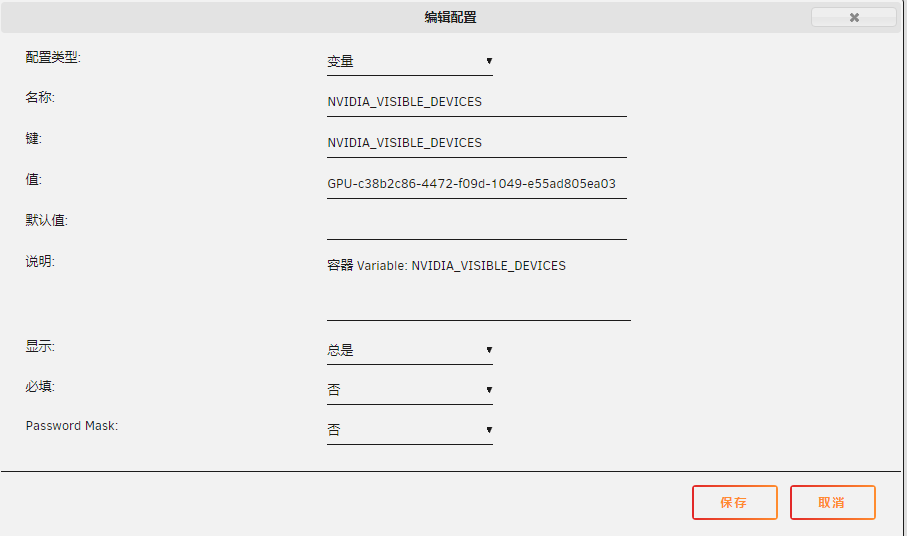 编辑配置
配置类型:
变量
名称:
NVIDIA_VISIBLE_DEVICES
键:
NVIDIA_VISIBLE_DEVICES
值:
GPU-c38b2c86-4472-f09d-1049-e55ad805ea03
默认值:
说明:
容器 Variable: NVIDIA_VISIBLE_DEVICES
显示:
总是
必填:
否
Password Mask:
否
保存
取消